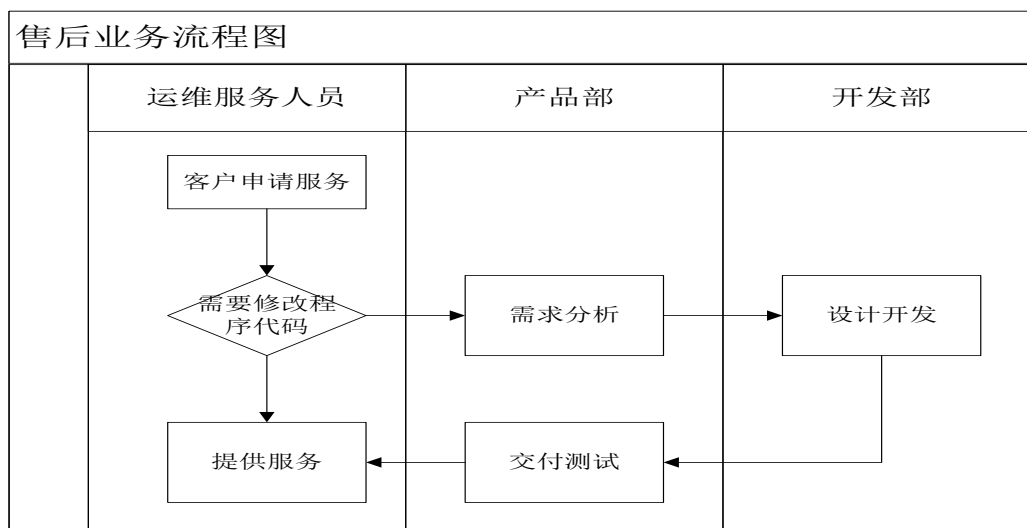 售后业务流程图
运维服务人员
产品部
开发部
客户申请服务
需要修改程
序代码
需求分析
设计开发
提供服务
交付测试